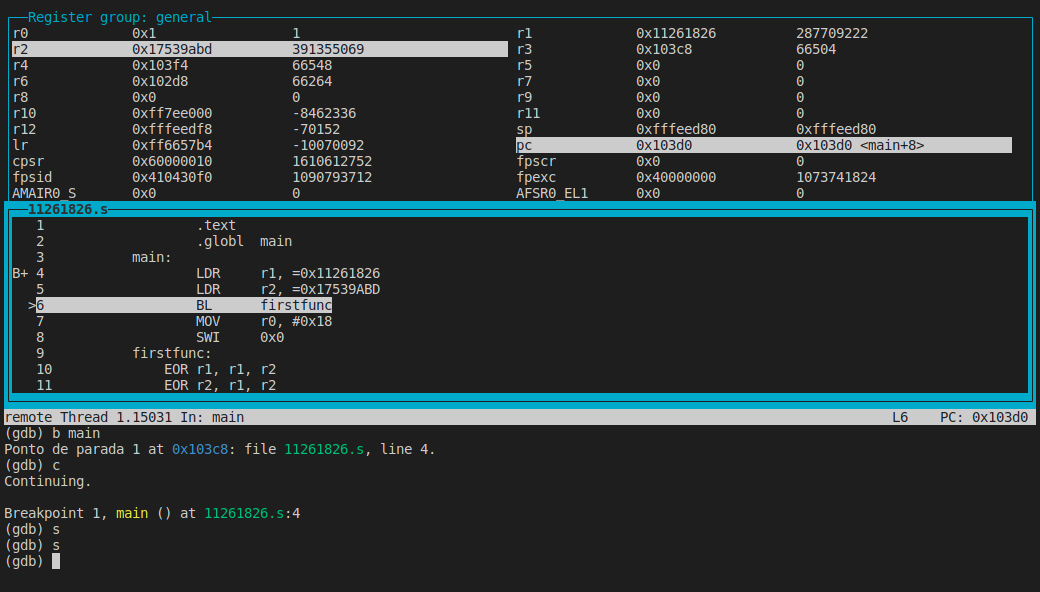 Register group: general
r0 0x1 1 r1 0x11261826 287709222
r2 0x17539abd 391355069 r3 0x103c8 66504
r4 0x103f4 66548 r5 0x0 0
r6 0x102d8 66264 r7 0x0 0
r8 0x0 0 r9 0x0 0
r10 0xff7ee000 -8462336 r11 0x0 0
r12 0xfffeedf8 -70152 sp 0xfffeed80 0xfffeed80
lr 0xff6657b4 -10070092 pc 0x103d0 0x103d0 <main+8>
cpsr 0x60000010 1610612752 fpscr 0x0 0
fpsid 0x410430f0 1090793712 fpexc 0x40000000 1073741824
AMAIR0_S 0x0 0 AFSR0_EL1 0x0 0
11261826.s
1 .text
2 .globl main
3 main:
B+ 4 LDR r1, =0x11261826
5 LDR r2, =0x17539ABD
>6 BL firstfunc
7 MOV r0, #0x18
8 SWI 0x0
9 firstfunc:
10 EOR r1, r1, r2
11 EOR r2, r1, r2
remote Thread 1.15031 In: main L6 PC: 0x103d0
(gdb) b main
Ponto de parada 1 at 0x103c8: file 11261826.s, line 4.
(gdb) c
Continuing.
Breakpoint 1, main () at 11261826.s:4
(gdb) s
(gdb) s
(gdb)